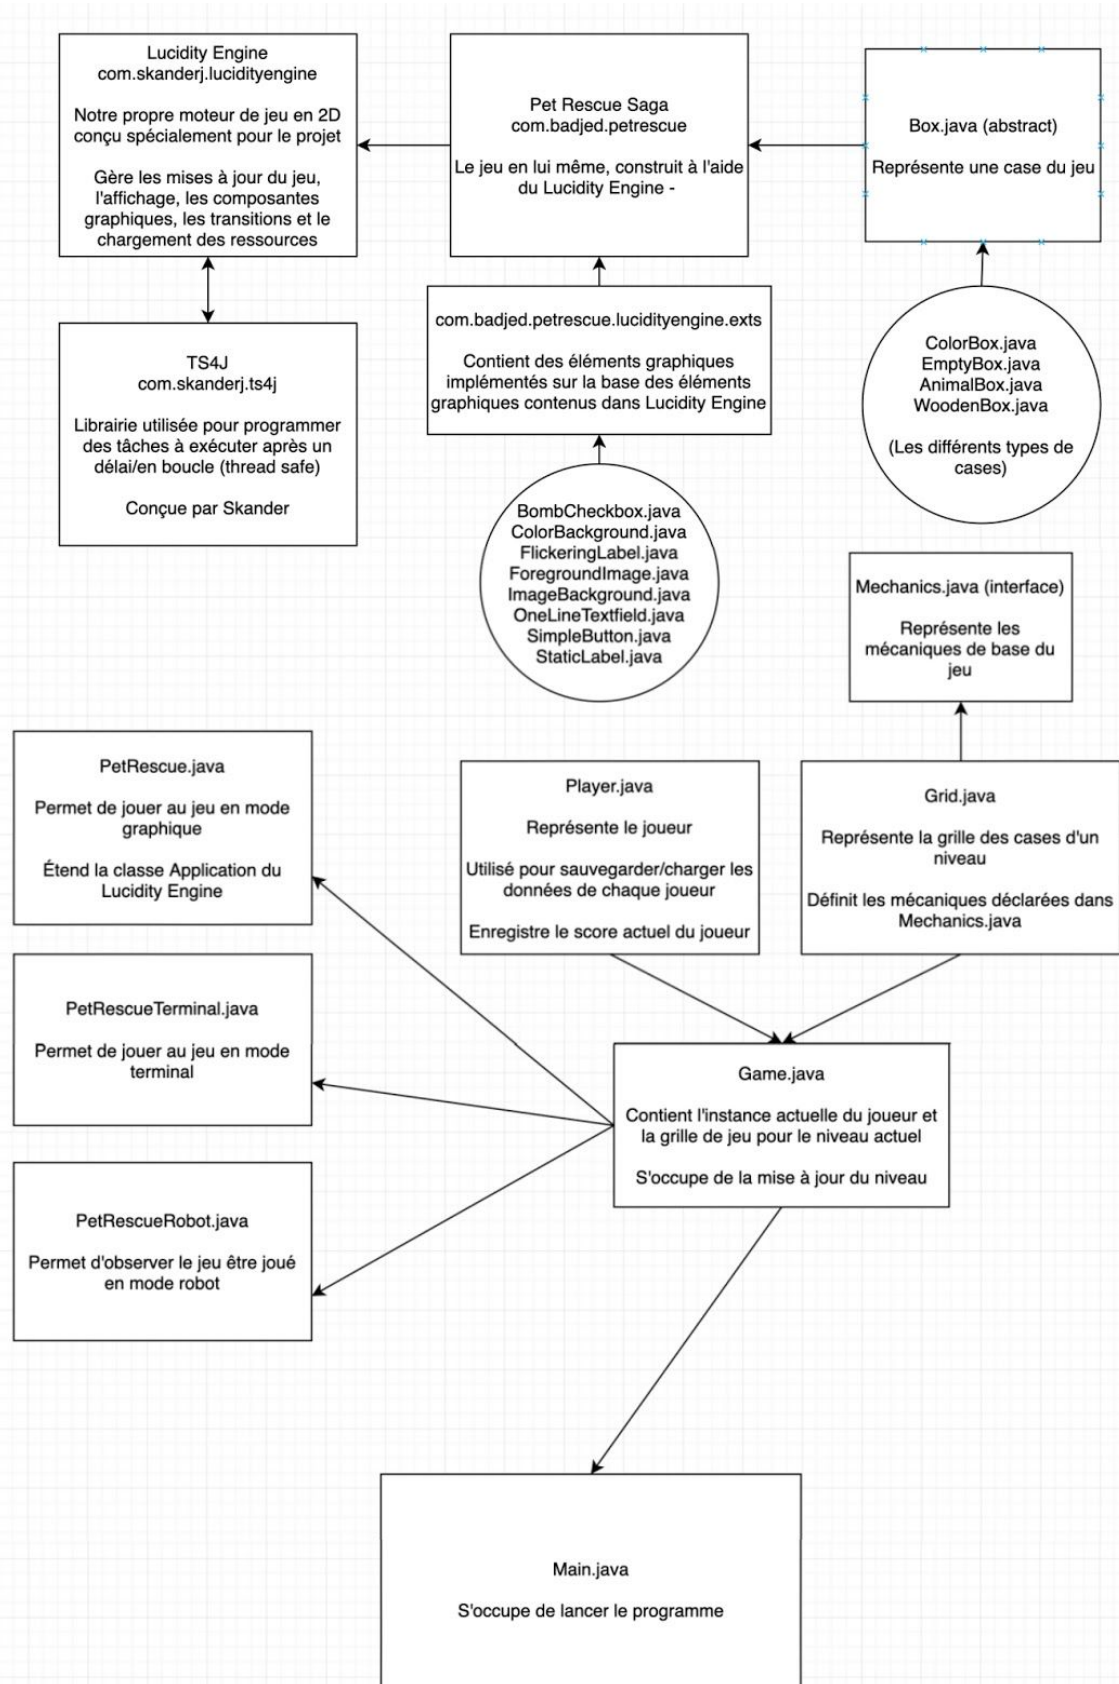 Lucidity Engine
com.skanderj.lucidityengine
Notre propre moteur de jeu en 2D
conçu spécialement pour le projet
Gère les mises à jour du jeu,
l'affichage, les composantes
graphiques, les transitions et le
chargement des ressources
Pet Rescue Saga
com.badjed.petrescue
Le jeu en lui même, construit à l'aide
du Lucidity Engine -
Box.java (abstract)
Représente une case du jeu
TS4J
com.skanderj.ts4j
Librairie utilisée pour programmer
des tâches à exécuter après un
délai/en boucle (thread safe)
Conçue par Skander
com.badjed.petrescue.lucidityengine.exts
Contient des éléments graphiques
implémentés sur la base des éléments
graphiques contenus dans Lucidity Engine
ColorBox.java
EmptyBox.java
AnimalBox.java
WoodenBox.java
(Les différents types de
cases)
BombCheckbox.java
ColorBackground.java
FlickeringLabel.java
ForegroundImage.java
ImageBackground.java
OneLineTextfield.java
SimpleButton.java
StaticLabel.java
Mechanics.java (interface)
Représente les
mécaniques de base du
jeu
PetRescue.java
Permet de jouer au jeu en mode
graphique
Étend la classe Application du
Lucidity Engine
Player.java
Représente le joueur
Utilisé pour sauvegarder/charger les
données de chaque joueur
Enregistre le score actuel du joueur
Grid.java
Représente la grille des cases d'un
niveau
Définit les mécaniques déclarées dans
Mechanics.java
PetRescueTerminal.java
Permet de jouer au jeu en mode
terminal
Game.java
Contient l'instance actuelle du joueur et
la grille de jeu pour le niveau actuel
S'occupe de la mise à jour du niveau
PetRescueRobot.java
Permet d'observer le jeu être joué
en mode robot
Main.java
S'occupe de lancer le programme